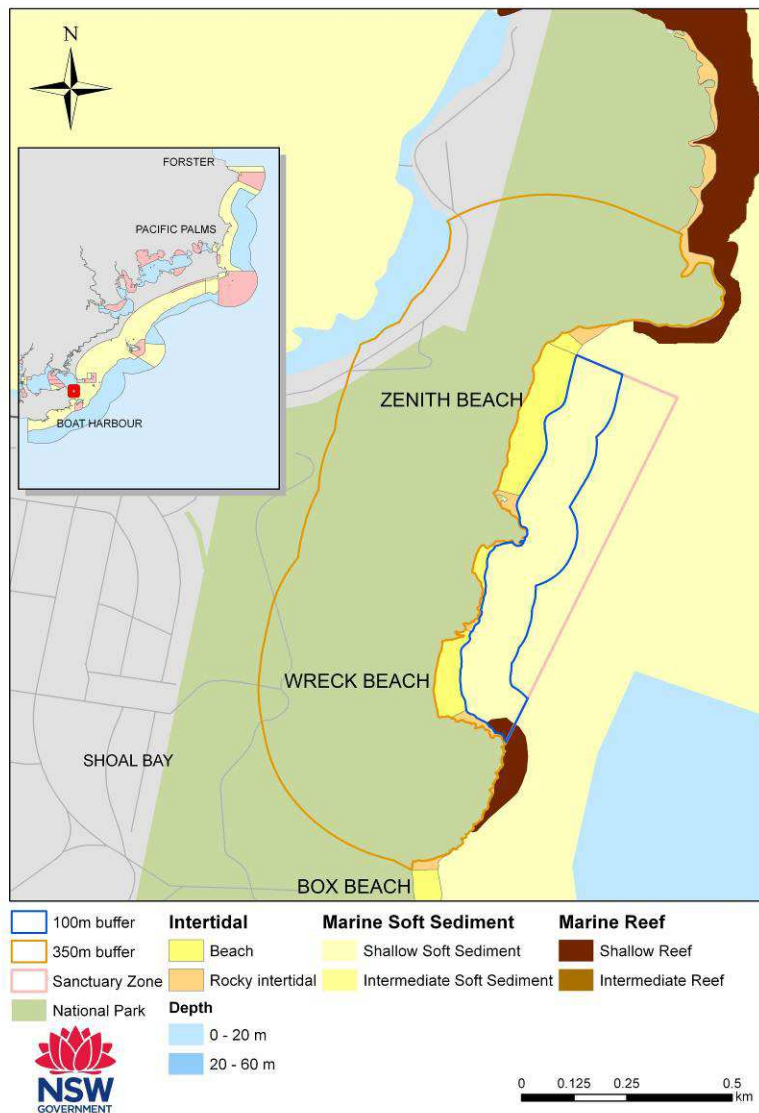 N
FORSTER
PACIFIC PALMS
BOAT HARBOUR
ZENITH BEACH
WRECK BEACH
SHOAL BAY
BOX BEACH
100m buffer
350m buffer
Sanctuary Zone
National Park
Intertidal
Beach
Rocky intertidal
Depth
0 - 20 m
20 - 60 m
Marine Soft Sediment
Shallow Soft Sediment
Intermediate Soft Sediment
Marine Reef
Shallow Reef
Intermediate Reef
NSW
GOVERNMENT
0 0.125 0.25 0.5
km